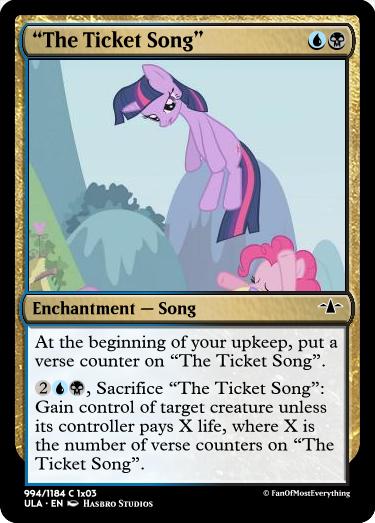 “The Ticket Song”
Enchantment — Song
At the beginning of your upkeep, put a
verse counter on “The Ticket Song”.
2, Sacrifice “The Ticket Song”:
Gain control of target creature unless
its controller pays X life, where X is
the number of verse counters on “The
Ticket Song”.
994/1184 C 1x03
ULA • EN Hasbro Studios
© FanOfMostEverything